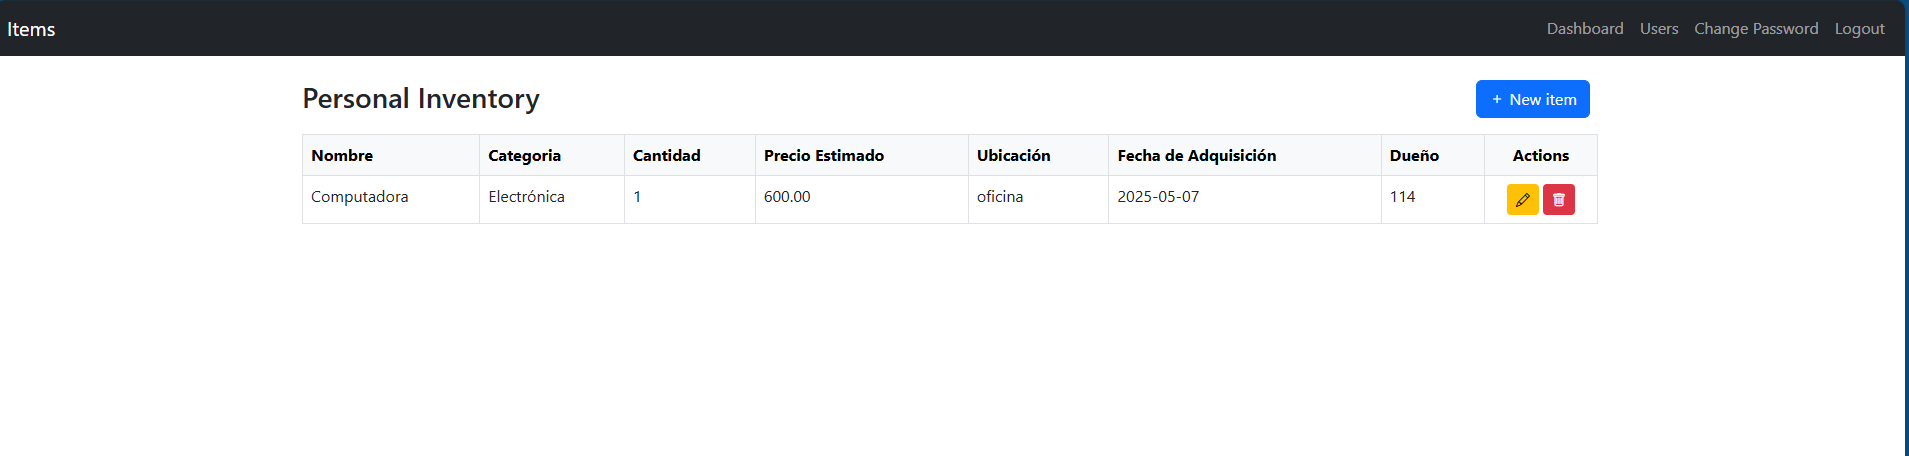 Items Dashboard Users Change Password Logout
Personal Inventory + New item
Nombre Categoria Cantidad Precio Estimado Ubicación Fecha de Adquisición Dueño Actions
Computadora Electrónica 1 600.00 oficina 2025-05-07 114